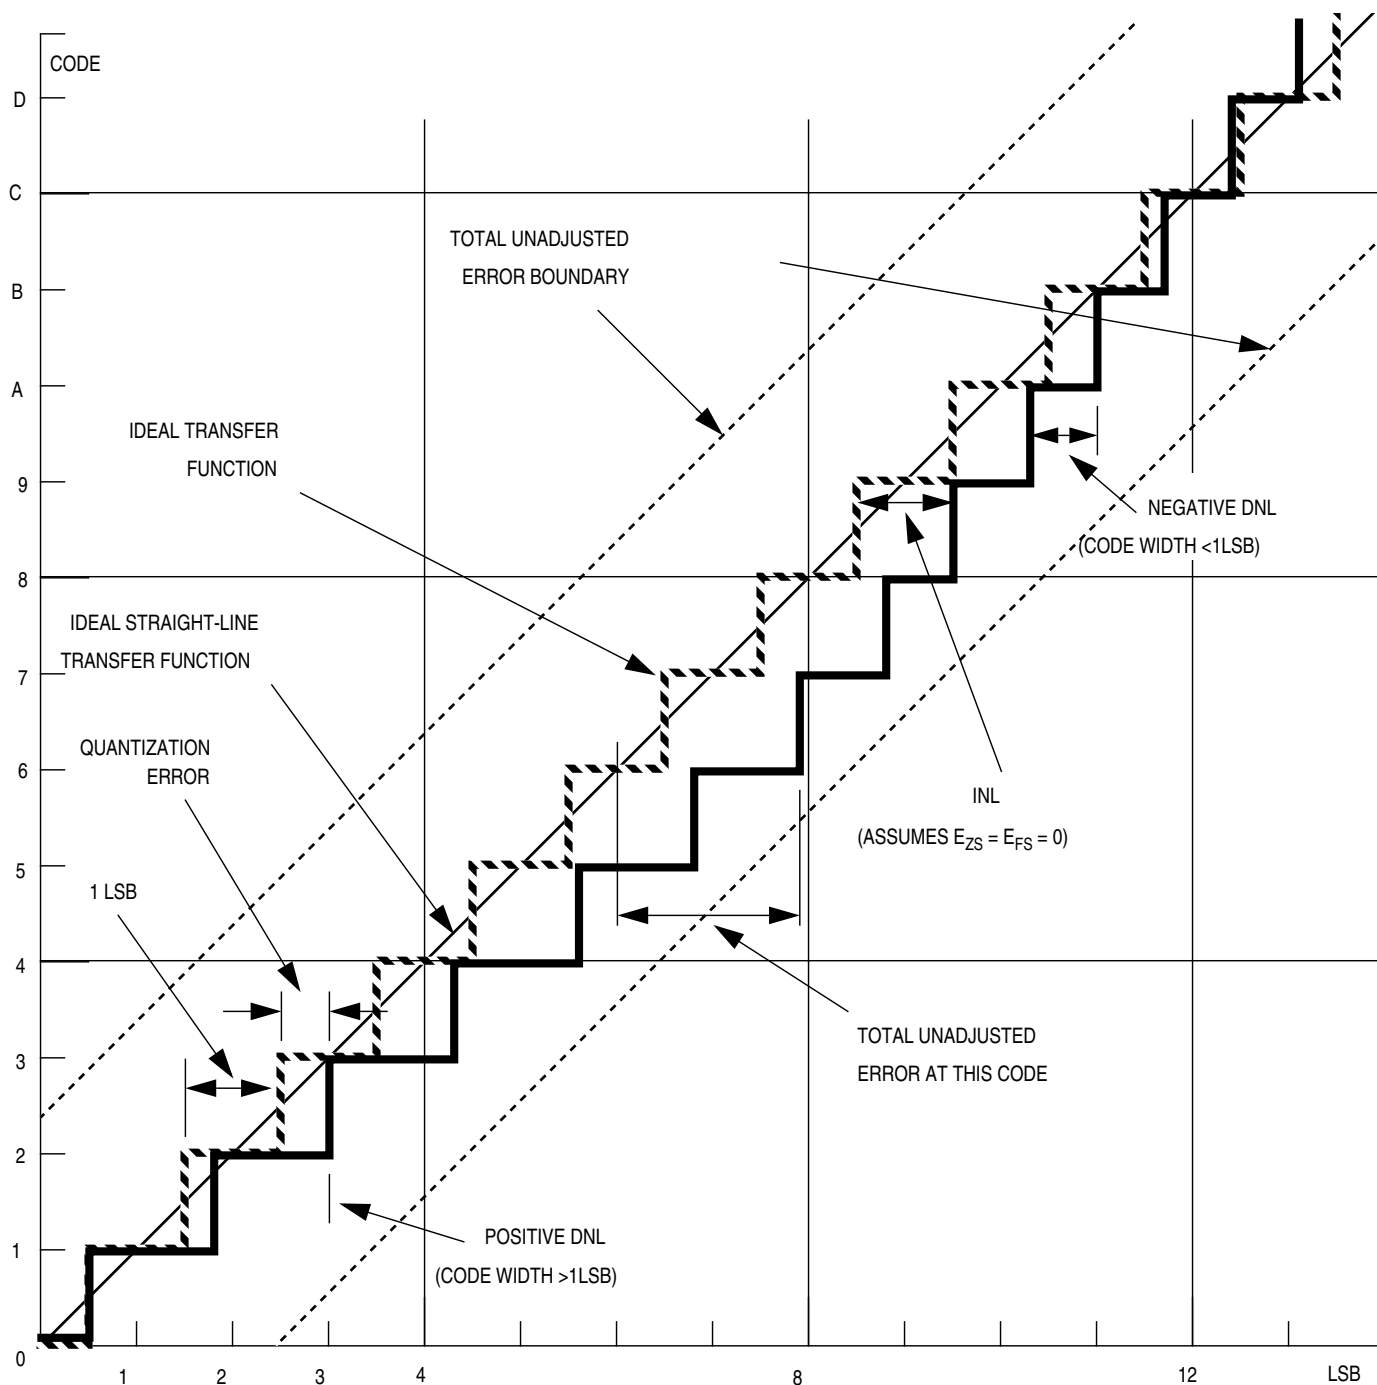 CODE
D
C
B
A
9
8
7
6
5
4
3
2
1
0
TOTAL UNADJUSTED
ERROR BOUNDARY
IDEAL TRANSFER
FUNCTION
NEGATIVE DNL
(CODE WIDTH <1LSB)
IDEAL STRAIGHT-LINE
TRANSFER FUNCTION
QUANTIZATION
ERROR
INL
(ASSUMES EZS = EFS = 0)
1 LSB
TOTAL UNADJUSTED
ERROR AT THIS CODE
POSITIVE DNL
(CODE WIDTH >1LSB)
1 2 3 4 8 12 LSB